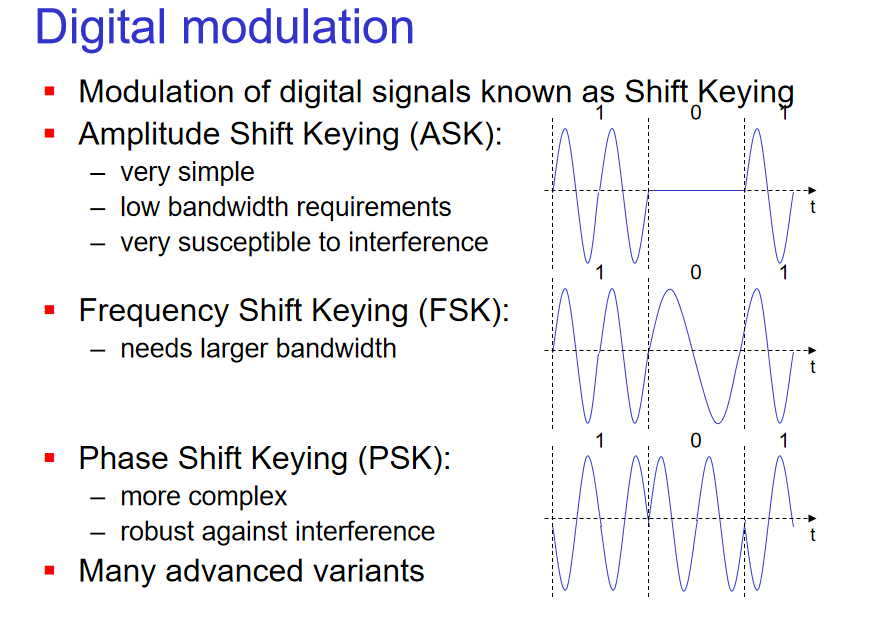 Digital modulation
▪ Modulation of digital signals known as Shift Keying
▪ Amplitude Shift Keying (ASK):
– very simple
– low bandwidth requirements
– very susceptible to interference
1 0 1
t
▪ Frequency Shift Keying (FSK):
– needs larger bandwidth
1 0 1
t
▪ Phase Shift Keying (PSK):
– more complex
– robust against interference
1 0 1
t
▪ Many advanced variants